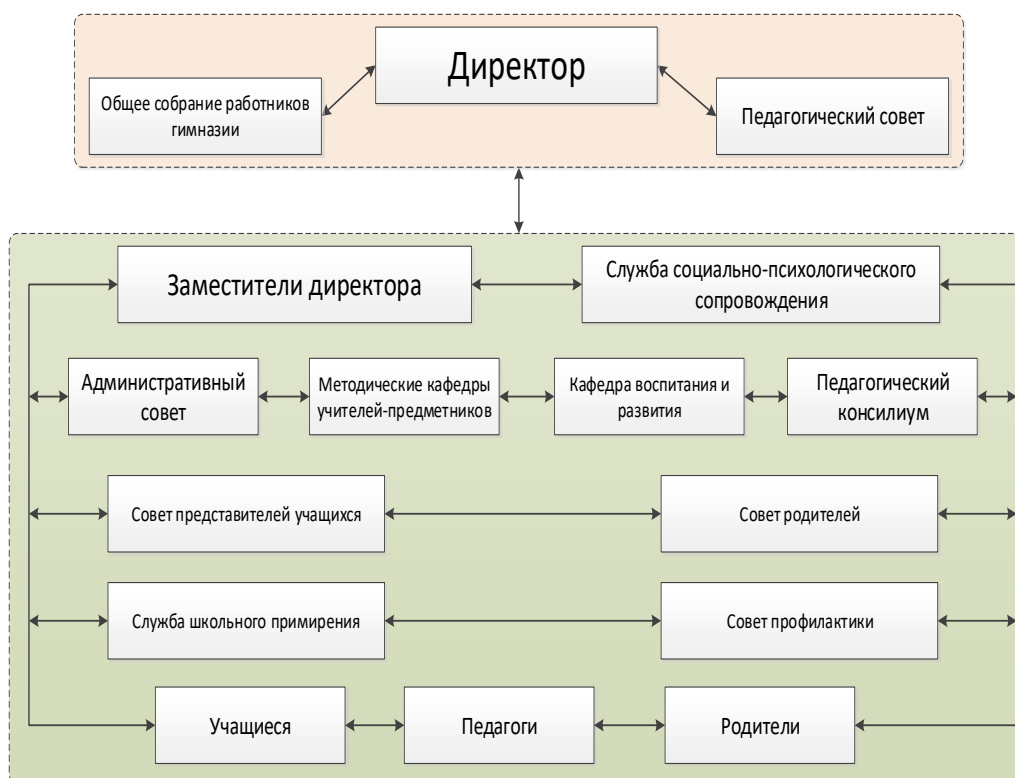 Директор
Общее собрание работников
гимназии
Педагогический совет
Заместители директора
Служба социально-психологического
сопровождения
Административный
совет
Методические кафедры
учителей-предметников
Кафедра воспитания и
развития
Педагогический
консилиум
Совет представителей учащихся
Совет родителей
Служба школьного примирения
Совет профилактики
Учащиеся
Педагоги
Родители